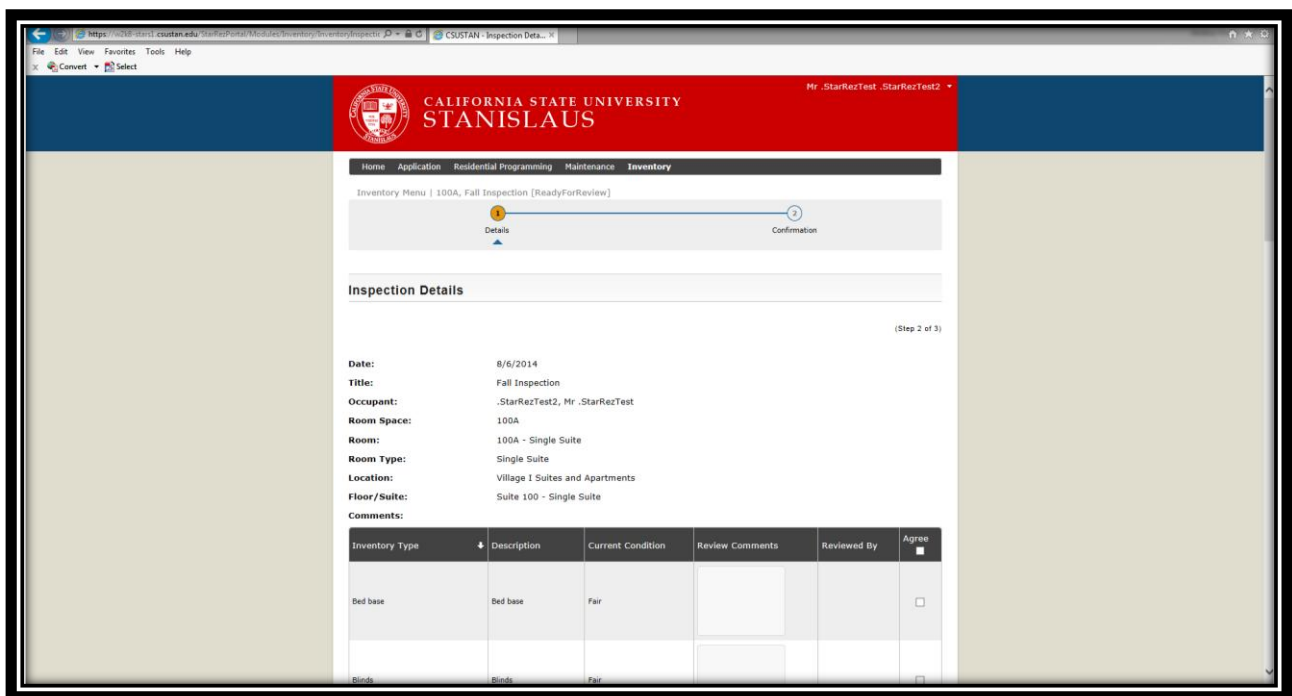 https://w2k8-stars1.csustan.edu/StarRezPortal/Modules/Inventory/InventoryInspectic
CSUSTAN - Inspection Deta...
File Edit View Favorites Tools Help
x Convert Select
Mr .StarRezTest .StarRezTest2
CALIFORNIA STATE UNIVERSITY
STANISLAUS
Home Application Residential Programming Maintenance Inventory
Inventory Menu | 100A, Fall Inspection [ReadyForReview]
1 2
Details Confirmation
Inspection Details
(Step 2 of 3)
Date: 8/6/2014
Title: Fall Inspection
Occupant: .StarRezTest2, Mr .StarRezTest
Room Space: 100A
Room: 100A - Single Suite
Room Type: Single Suite
Location: Village I Suites and Apartments
Floor/Suite: Suite 100 - Single Suite
Comments:
Inventory Type Description Current Condition Review Comments Reviewed By Agree
Bed base Bed base Fair
Blinds Blinds Fair